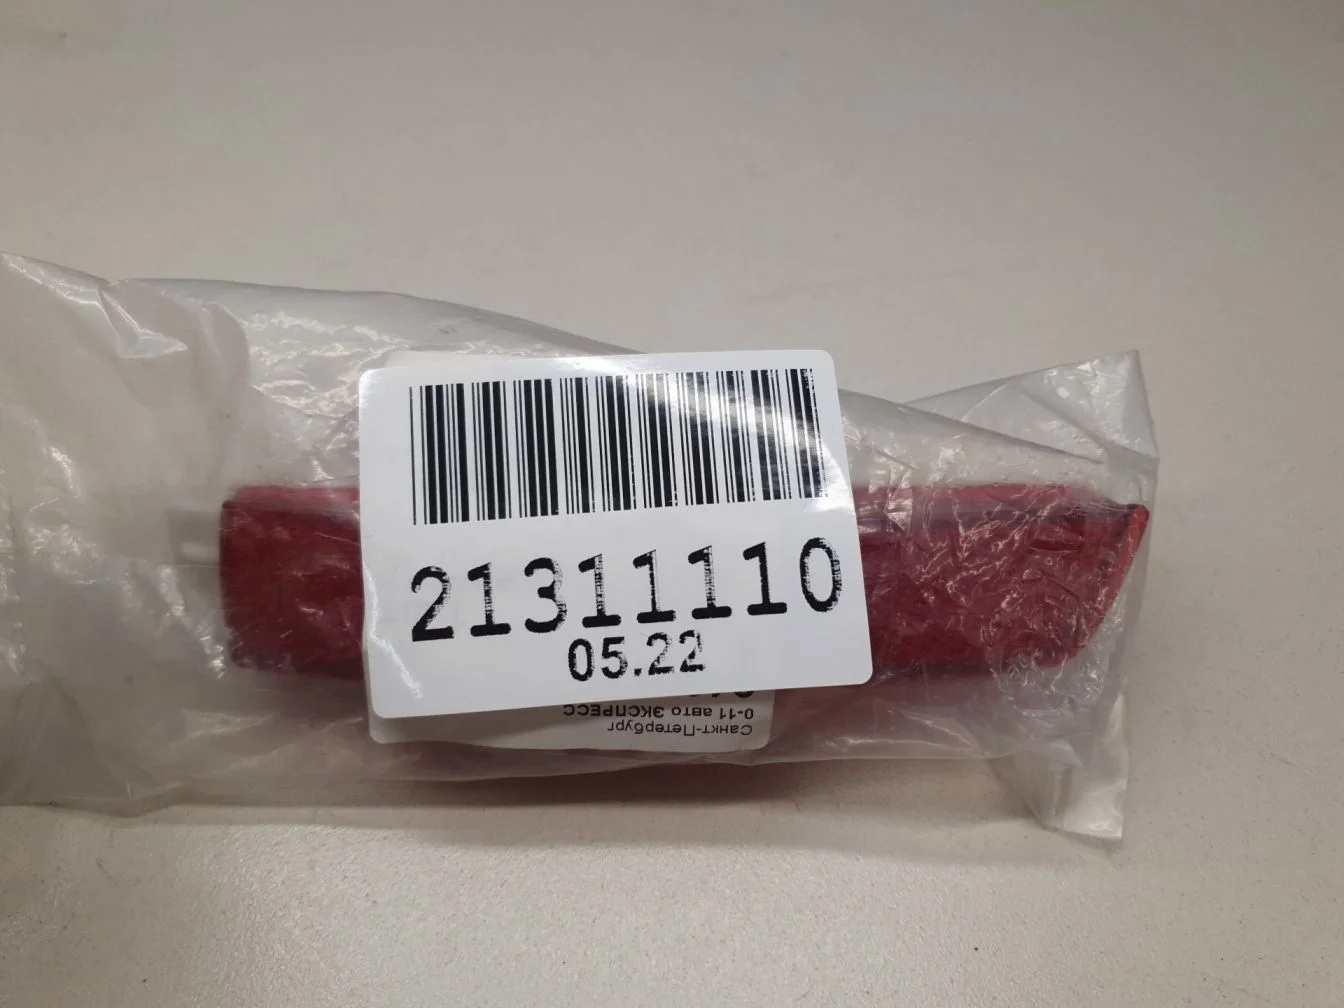 21311110
05.22
Санкт-Петербург
0-11 авто ЭКСПРЕСС